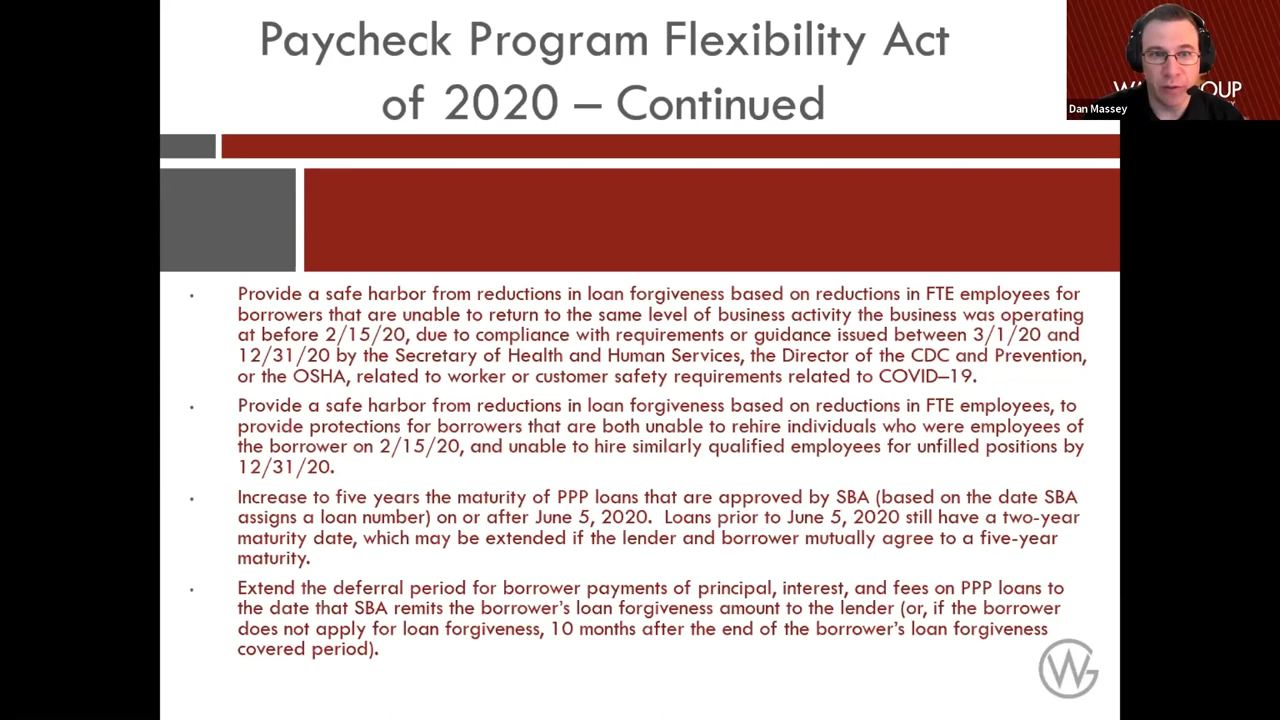 Paycheck Program Flexibility Act
of 2020 – Continued
Dan Massey
Provide a safe harbor from reductions in loan forgiveness based on reductions in FTE employees for
borrowers that are unable to return to the same level of business activity the business was operating
at before 2/15/20, due to compliance with requirements or guidance issued between 3/1/20 and
12/31/20 by the Secretary of Health and Human Services, the Director of the CDC and Prevention,
or the OSHA, related to worker or customer safety requirements related to COVID–19.
Provide a safe harbor from reductions in loan forgiveness based on reductions in FTE employees, to
provide protections for borrowers that are both unable to rehire individuals who were employees of
the borrower on 2/15/20, and unable to hire similarly qualified employees for unfilled positions by
12/31/20.
Increase to five years the maturity of PPP loans that are approved by SBA (based on the date SBA
assigns a loan number) on or after June 5, 2020.  Loans prior to June 5, 2020 still have a two-year
maturity date, which may be extended if the lender and borrower mutually agree to a five-year
maturity.
Extend the deferral period for borrower payments of principal, interest, and fees on PPP loans to
the date that SBA remits the borrower's loan forgiveness amount to the lender (or, if the borrower
does not apply for loan forgiveness, 10 months after the end of the borrower's loan forgiveness
covered period).